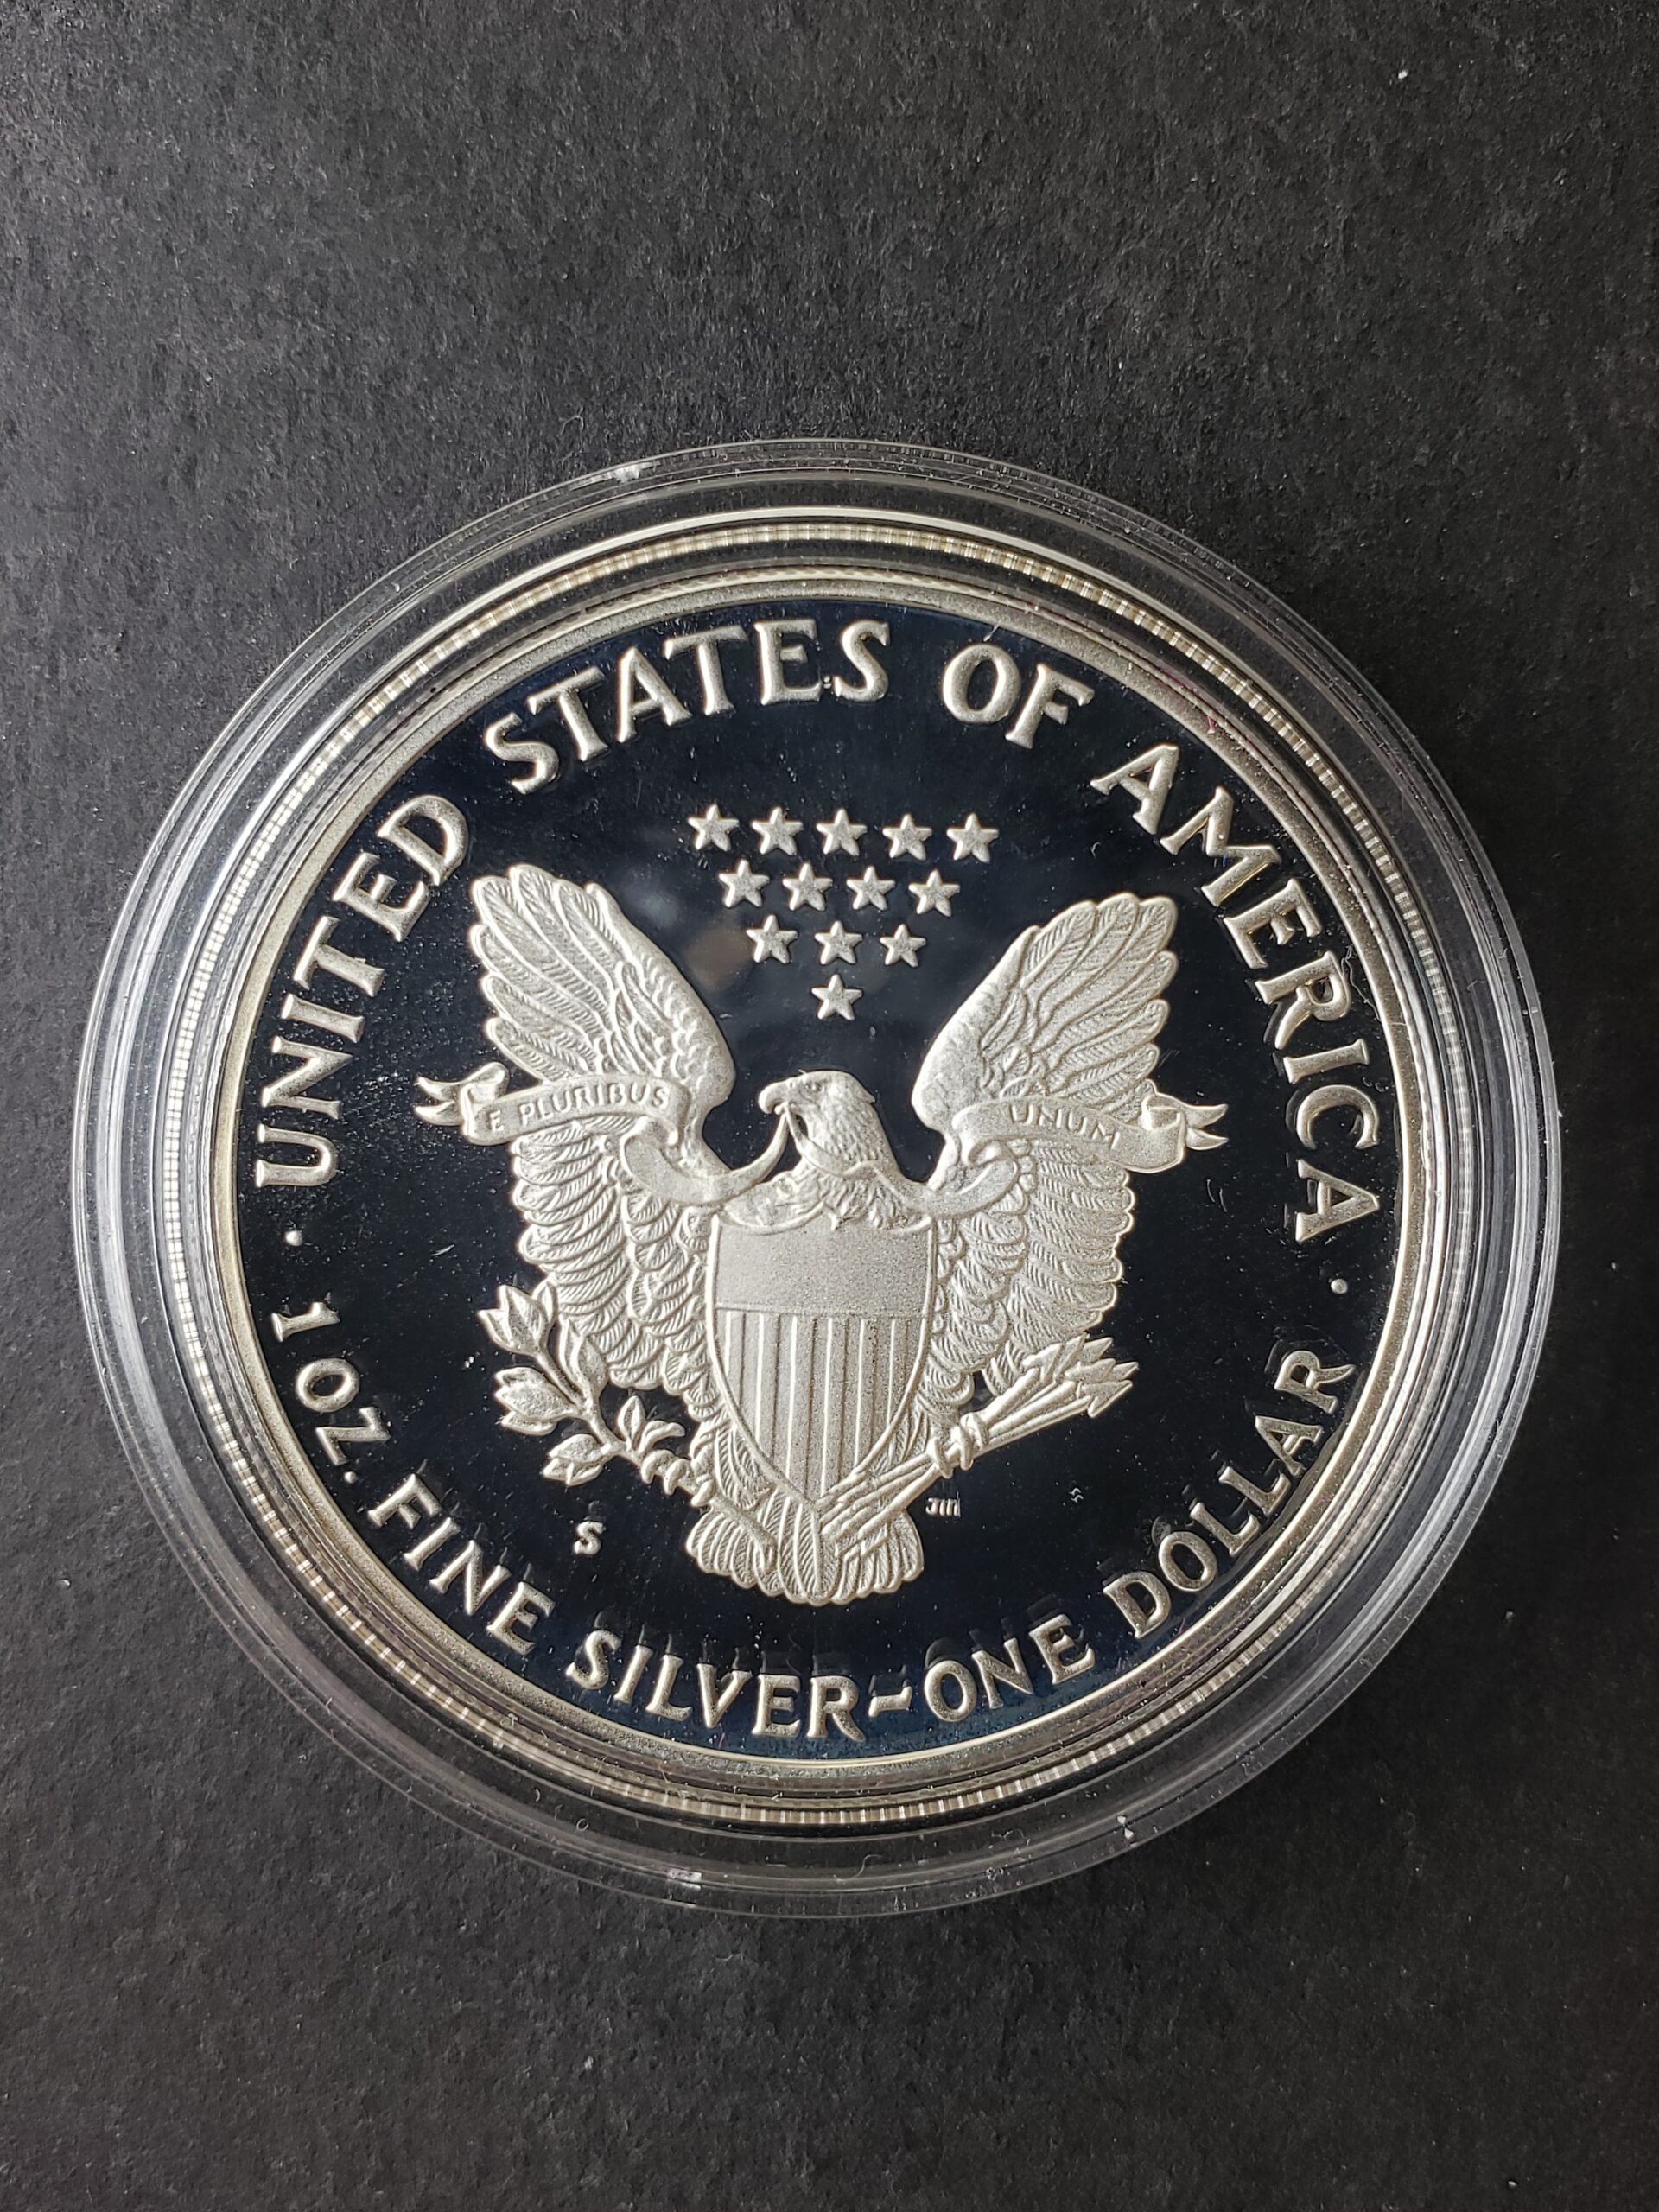 UNITED STATES OF AMERICA
E PLURIBUS UNUM
S
JM
1 OZ. FINE SILVER-ONE DOLLAR